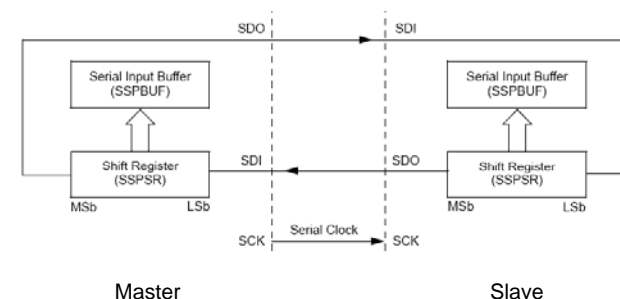 SDO SDI
Serial Input Buffer
(SSPBUF)
Serial Input Buffer
(SSPBUF)
Shift Register
(SSPSR)
SDI SDO
Shift Register
(SSPSR)
MSb LSb
MSb LSb
Serial Clock
SCK SCK
Master Slave